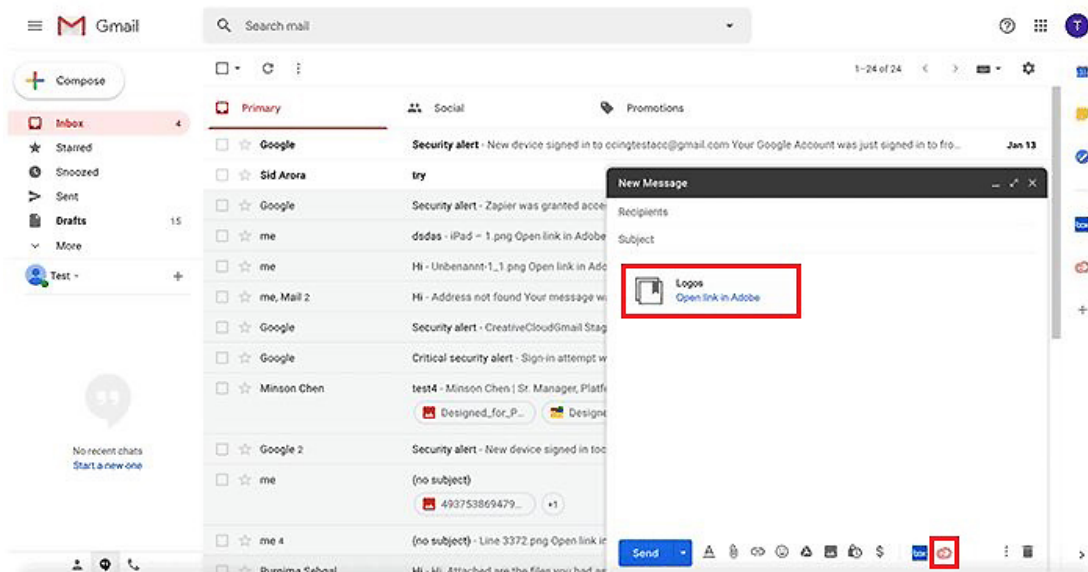 Gmail
Search mail
T
Compose
1–24 of 24
Primary
Social
Promotions
Inbox 4
Starred
Snoozed
Sent
Drafts 15
More
Test
No recent chats
Start a new one
Google Security alert - New device signed in to ccingtestacc@gmail.com Your Google Account was just signed in to fro... Jan 13
Sid Arora try
Google Security alert - Zapier was granted acce
me dsdas - iPad – 1.png Open link in Adobe
me Hi - Unbenannt-1_1.png Open link in Ado
me, Mail 2 Hi - Address not found Your message w
Google Security alert - CreativeCloudGmail Stag
Google Critical security alert - Sign-in attempt w
Minson Chen test4 - Minson Chen | Sr. Manager, Platf
Designed_for_P... Designe
Google 2 Security alert - New device signed in to
me (no subject)
493753869479... +1
me 4 (no subject) - Line 3372.png Open link in
Purnima Sehgal Hi - Hi, Attached are the files you had as
New Message
Recipients
Subject
Logos
Open link in Adobe
Send
box